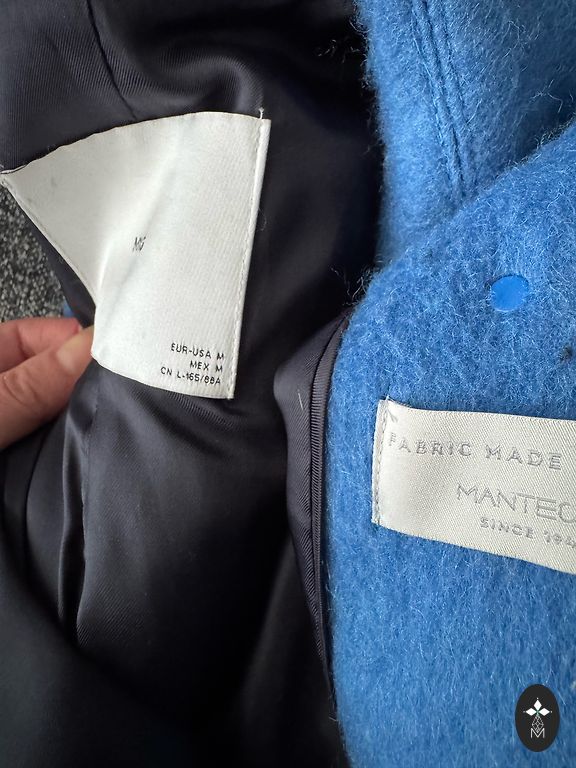 EUR-USA M
MEX M
CN L-165/88A
FABRIC MADE
MANTEC
SINCE 194
M